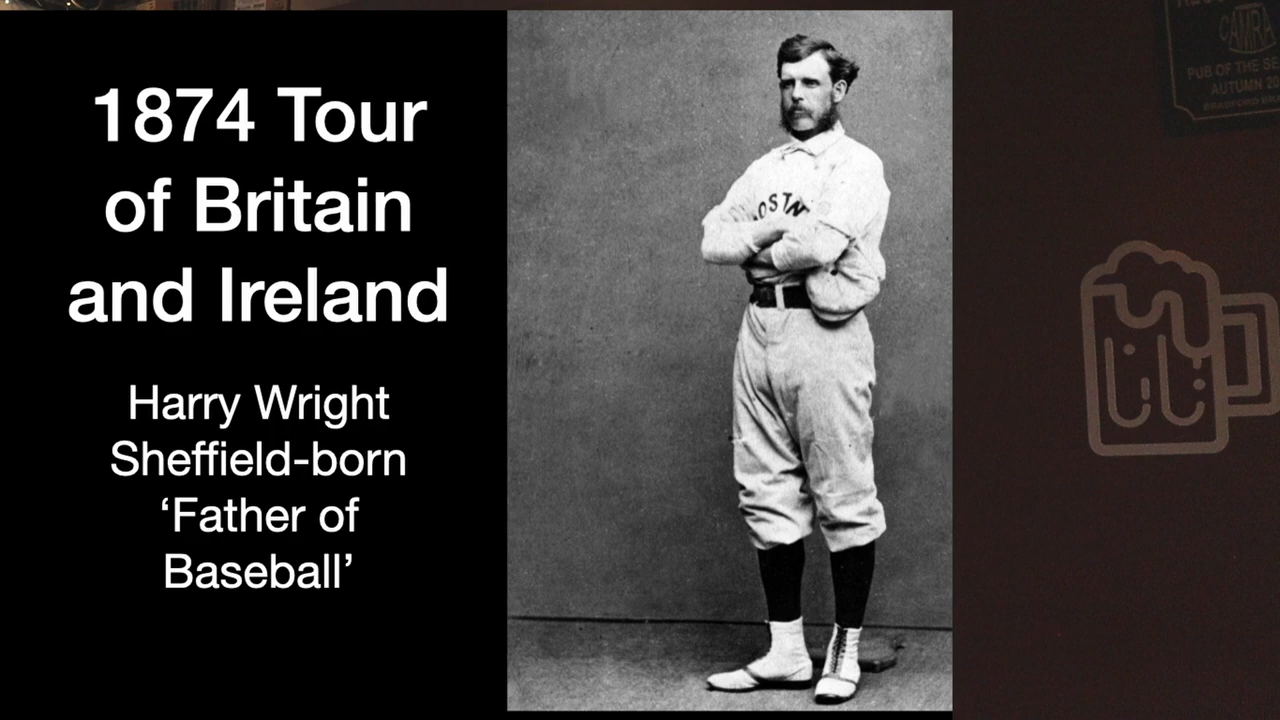 1874 Tour
of Britain
and Ireland
Harry Wright
Sheffield-born
‘Father of
Baseball’
OSTN
CAMRA
PUB OF THE SE
AUTUMN 20